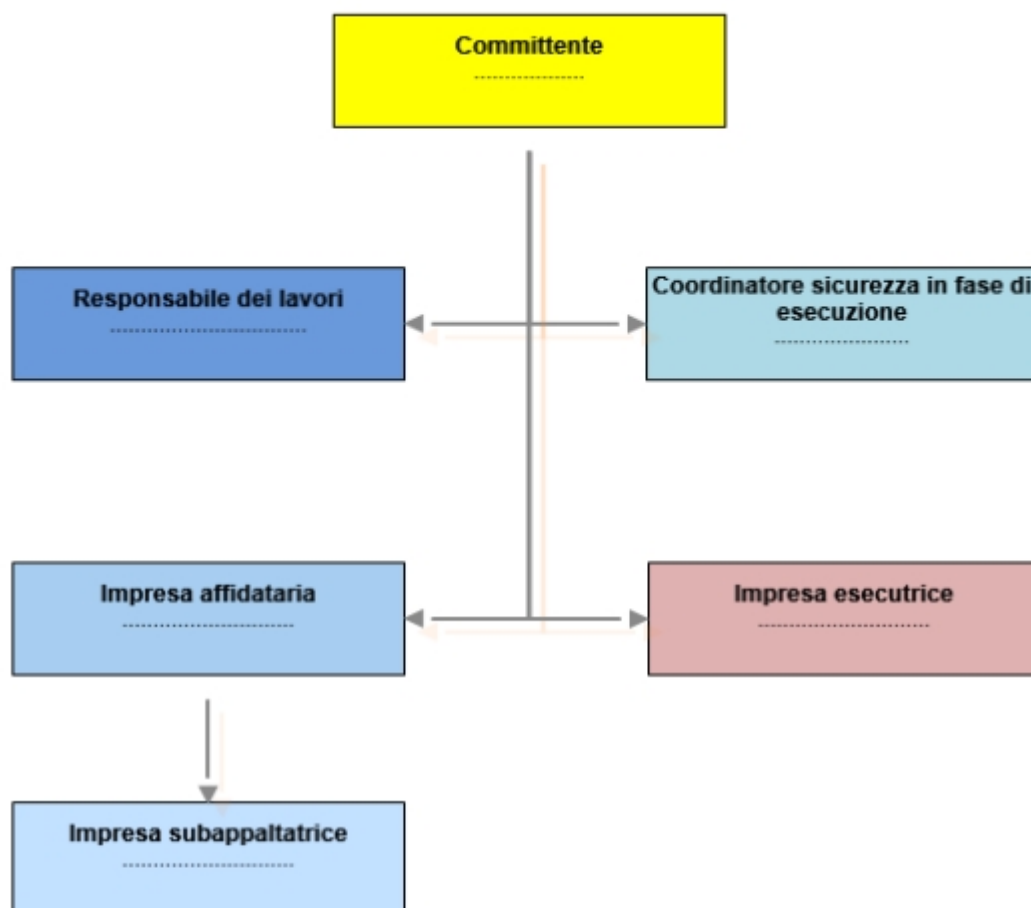 Committente
..................
Responsabile dei lavori
................................
Coordinatore sicurezza in fase di
esecuzione
......................
Impresa affidataria
............................
Impresa esecutrice
............................
Impresa subappaltatrice
............................